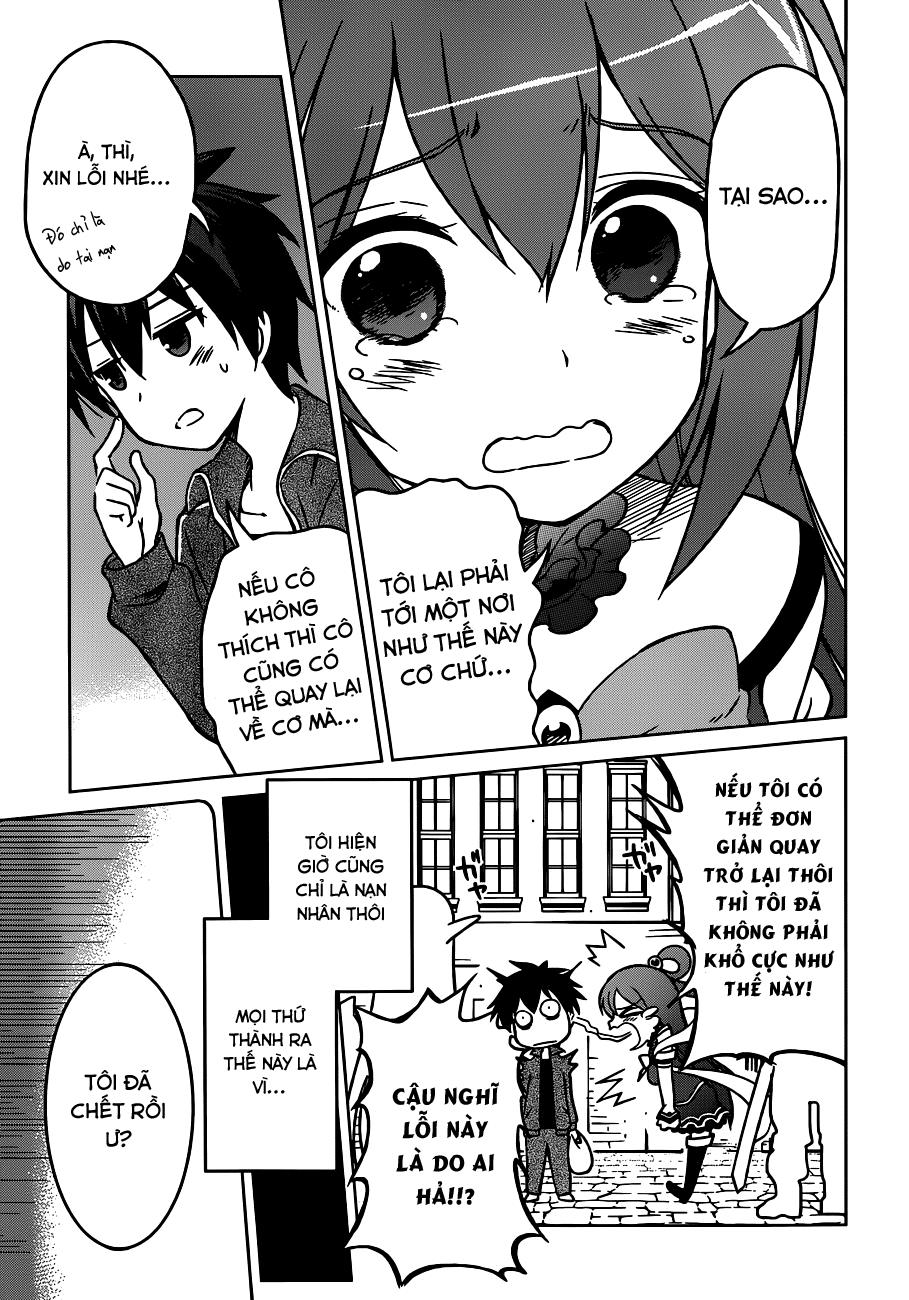 TẠI SAO...
TÔI LẠI PHẢI
TỚI MỘT NƠI
NHƯ THẾ NÀY
CƠ CHỨ...
À, THÌ,
XIN LỖI NHÉ...
Đó chỉ là
do tai nạn
NẾU CÔ
KHÔNG
THÍCH THÌ CÔ
CŨNG CÓ
THỂ QUAY LẠI
VỀ CƠ MÀ...
NẾU TÔI CÓ
THỂ ĐƠN
GIẢN QUAY
TRỞ LẠI THÔI
THÌ TÔI ĐÃ
KHÔNG PHẢI
KHỔ CỰC NHƯ
THẾ NÀY!
ガヤ
ガヤ
CẬU NGHĨ
LỖI NÀY
LÀ DO AI
HẢ!!?
TÔI HIỆN
GIỜ CŨNG
CHỈ LÀ NẠN
NHÂN THÔI
MỌI THỨ
THÀNH RA
THẾ NÀY LÀ
VÌ...
TÔI ĐÃ
CHẾT RỒI
Ư?